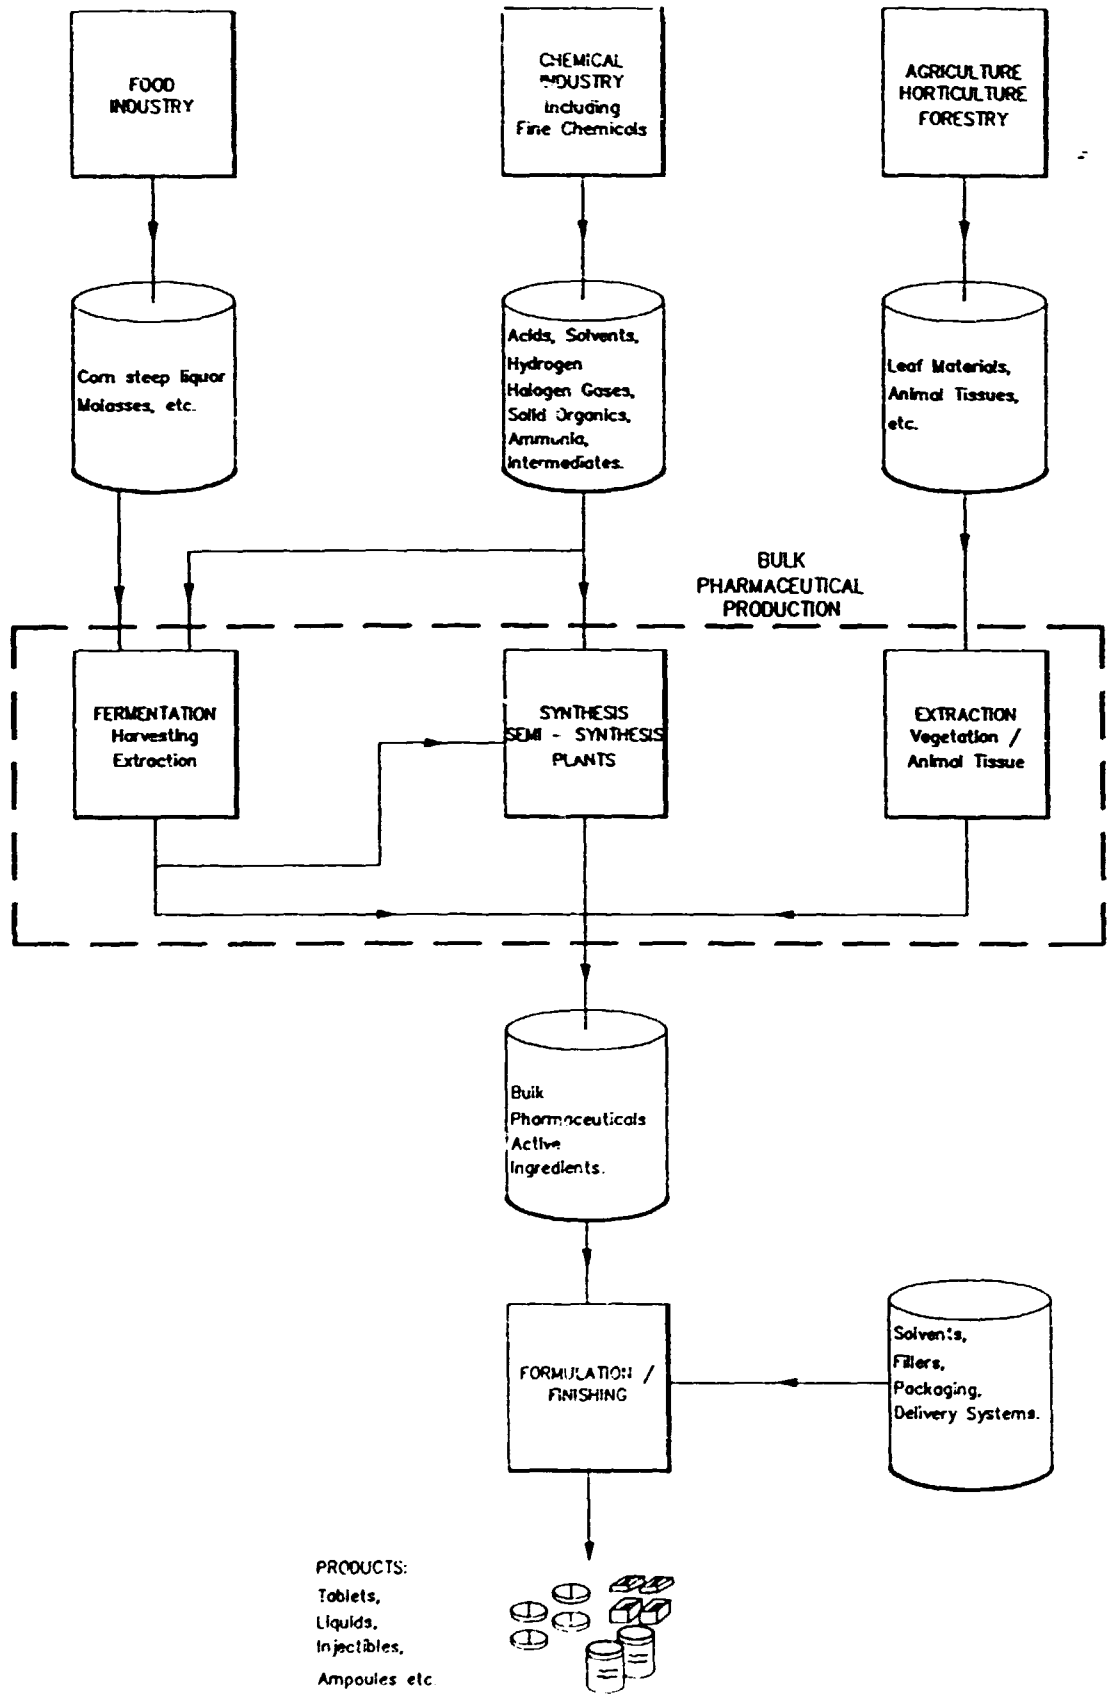 FOOD
INDUSTRY
CHEMICAL
INDUSTRY
including
Fine Chemicals
AGRICULTURE
HORTICULTURE
FORESTRY
Corn steep liquor
Molasses, etc.
Acids, Solvents,
Hydrogen
Halogen Gases,
Solid Organics,
Ammonia,
Intermediates.
Leaf Materials,
Animal Tissues,
etc.
BULK
PHARMACEUTICAL
PRODUCTION
FERMENTATION
Harvesting
Extraction
SYNTHESIS
SEMI - SYNTHESIS
PLANTS
EXTRACTION
Vegetation /
Animal Tissue
Bulk
Pharmaceuticals
Active
Ingredients.
FORMULATION /
FINISHING
Solvents,
Fillers,
Packaging,
Delivery Systems.
PRODUCTS:
Tablets,
Liquids,
Injectibles,
Ampoules etc.